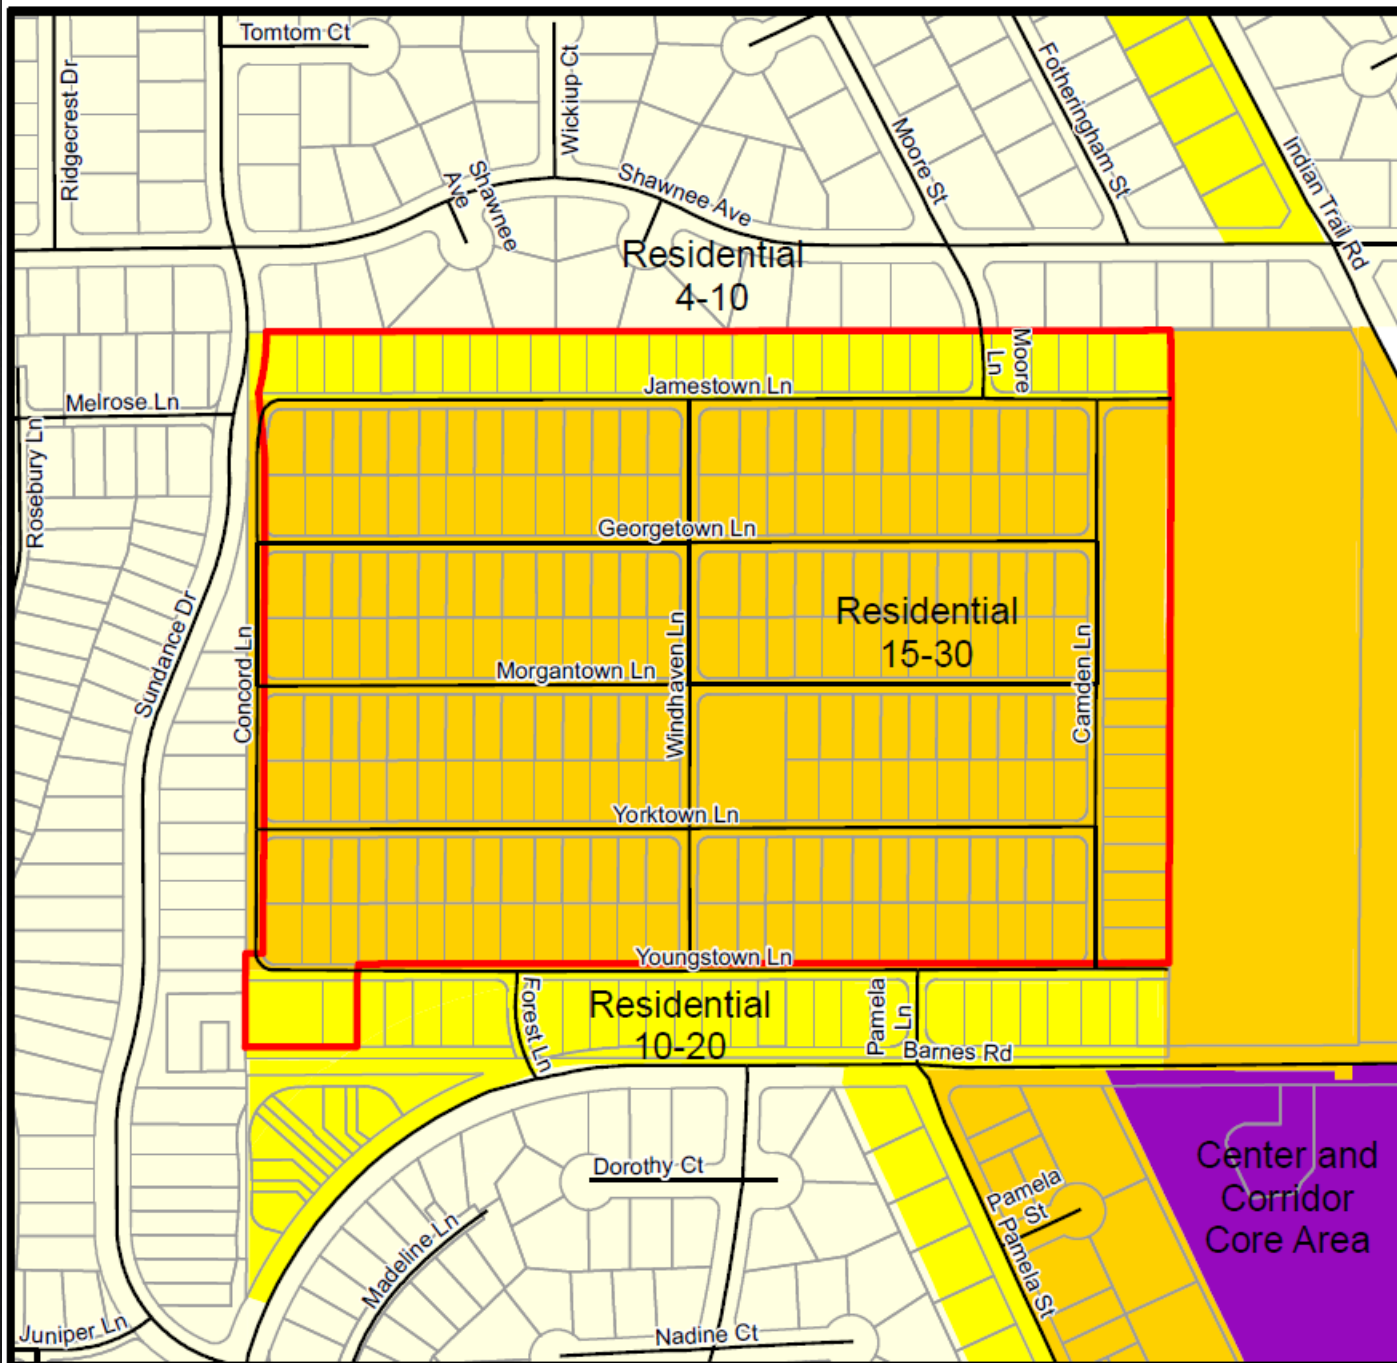 Tomtom Ct
Ridgecrest Dr
Wickiup Ct
Fotheringham St
Moore St
Indian Trail Rd
Shawnee
Ave
Shawnee Ave
Residential
4-10
Moore
Ln
Jamestown Ln
Melrose Ln
Rosebury Ln
Georgetown Ln
Sundance Dr
Concord Ln
Windhaven Ln
Residential
15-30
Camden Ln
Morgantown Ln
Yorktown Ln
Youngstown Ln
Forest Ln
Residential
10-20
Pamela
Ln
Barnes Rd
Dorothy Ct
Madeline Ln
Pamela
St
Pamela St
Center and
Corridor
Core Area
Juniper Ln
Nadine Ct